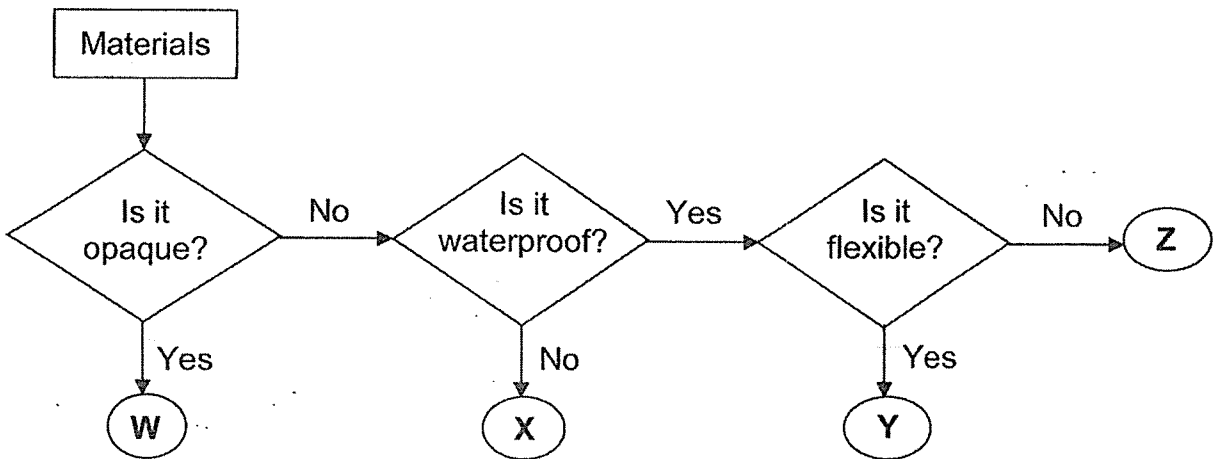 Materials
Is it
opaque?
No
Is it
waterproof?
Yes
Is it
flexible?
No
Z
Yes
W
No
X
Yes
Y